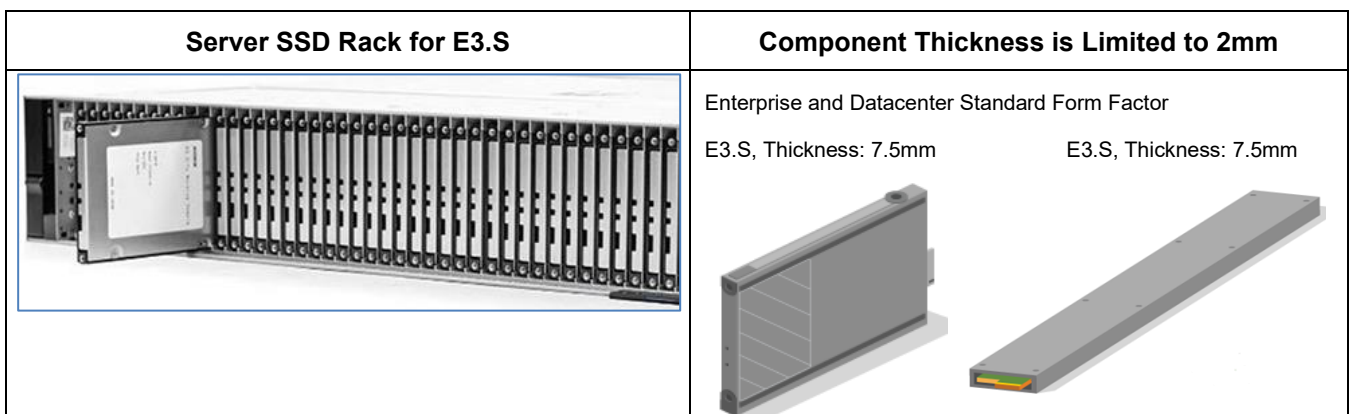 Server SSD Rack for E3.S
Component Thickness is Limited to 2mm
Enterprise and Datacenter Standard Form Factor
E3.S, Thickness: 7.5mm
E3.S, Thickness: 7.5mm